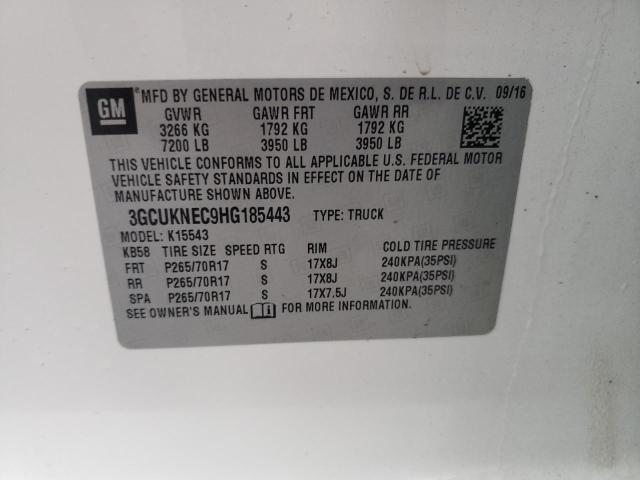 GM
®MFD BY GENERAL MOTORS DE MEXICO, S. DE R.L. DE C.V. 09/16
GVWR GAWR FRT GAWR RR
3266 KG 1792 KG 1792 KG
7200 LB 3950 LB 3950 LB
THIS VEHICLE CONFORMS TO ALL APPLICABLE U.S. FEDERAL MOTOR
VEHICLE SAFETY STANDARDS IN EFFECT ON THE DATE OF
MANUFACTURE SHOWN ABOVE.
3GCUKNEC9HG185443 TYPE: TRUCK
MODEL: K15543
KB58 TIRE SIZE SPEED RTG RIM COLD TIRE PRESSURE
FRT P265/70R17 S 17X8J 240KPA(35PSI)
RR P265/70R17 S 17X8J 240KPA(35PSI)
SPA P265/70R17 S 17X7.5J 240KPA(35PSI)
SEE OWNER'S MANUAL FOR MORE INFORMATION.